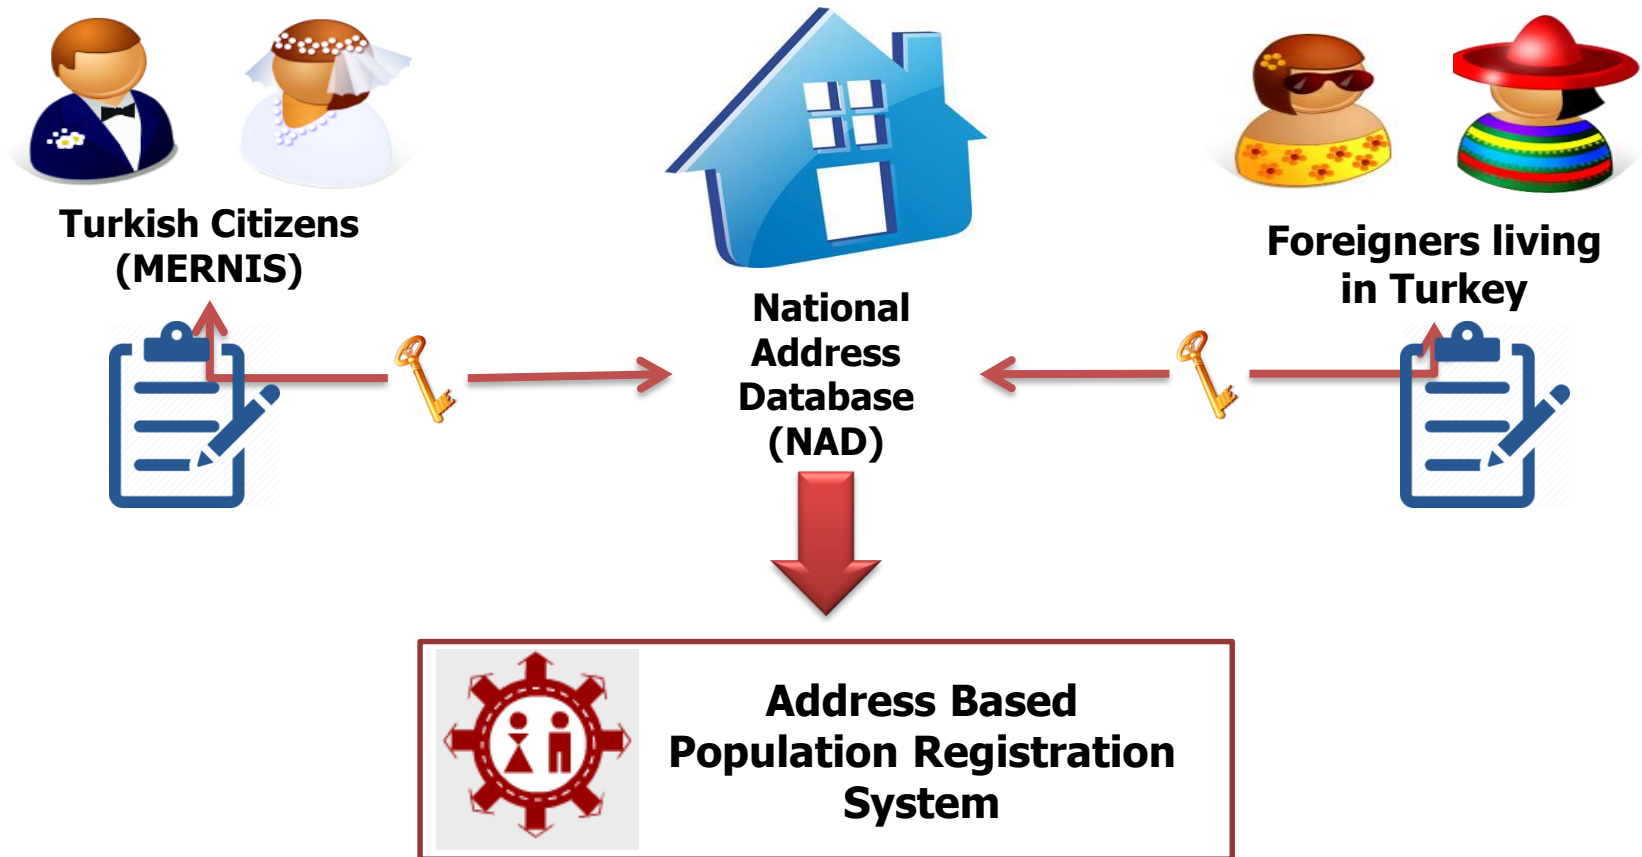 Turkish Citizens
(MERNIS)
National
Address
Database
(NAD)
Foreigners living
in Turkey
Address Based
Population Registration
System